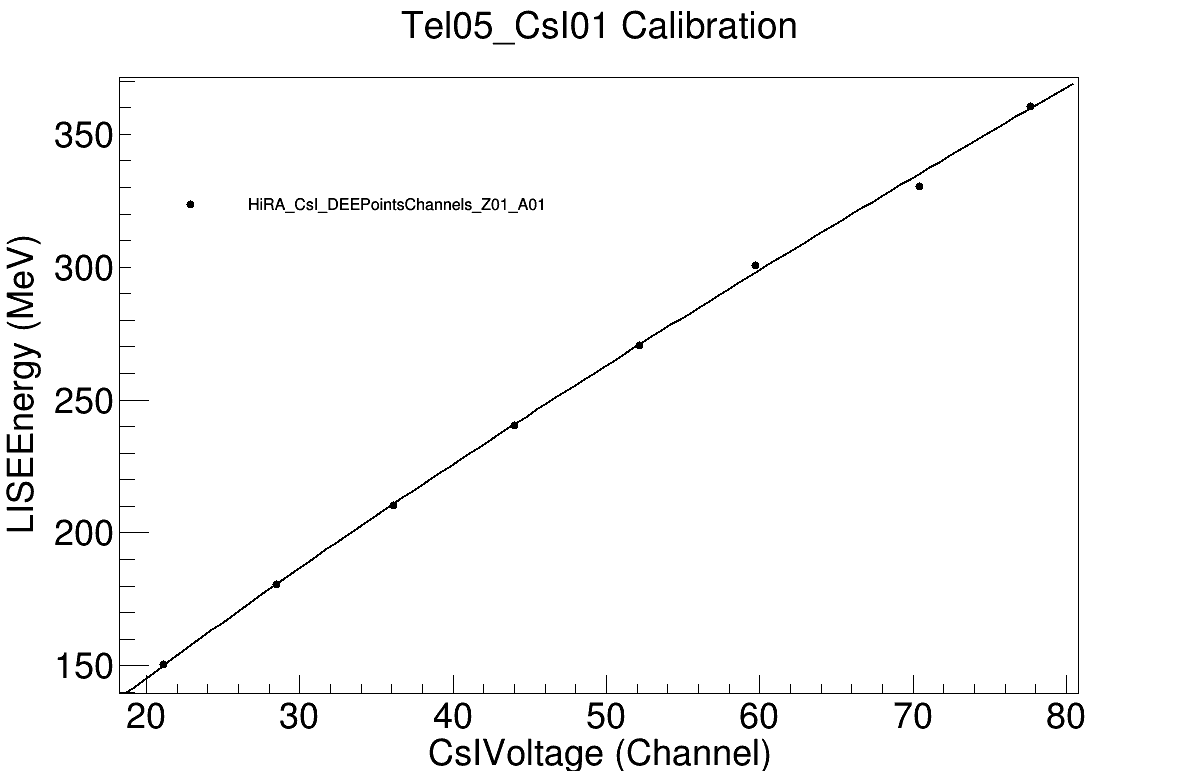 Tel05_CsI01 Calibration
LISEEnergy (MeV)
350
300
250
200
150
HiRA_CsI_DEEPointsChannels_Z01_A01
20 30 40 50 60 70 80
CsIVoltage (Channel)